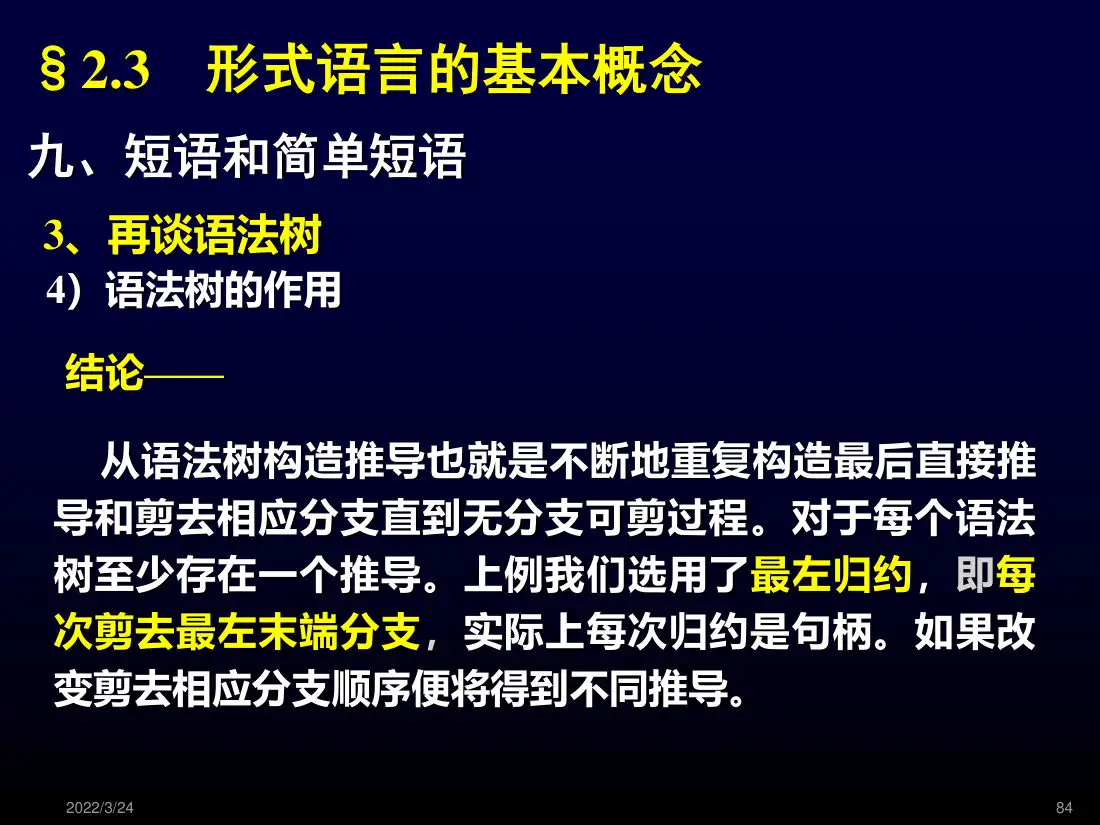 §2.3 形式语言的基本概念
九、短语和简单短语
3、再谈语法树
4）语法树的作用
结论——
从语法树构造推导也就是不断地重复构造最后直接推
导和剪去相应分支直到无分支可剪过程。对于每个语法
树至少存在一个推导。上例我们选用了最左归约，即每
次剪去最左末端分支，实际上每次归约是句柄。如果改
变剪去相应分支顺序便将得到不同推导。
2022/3/24
84